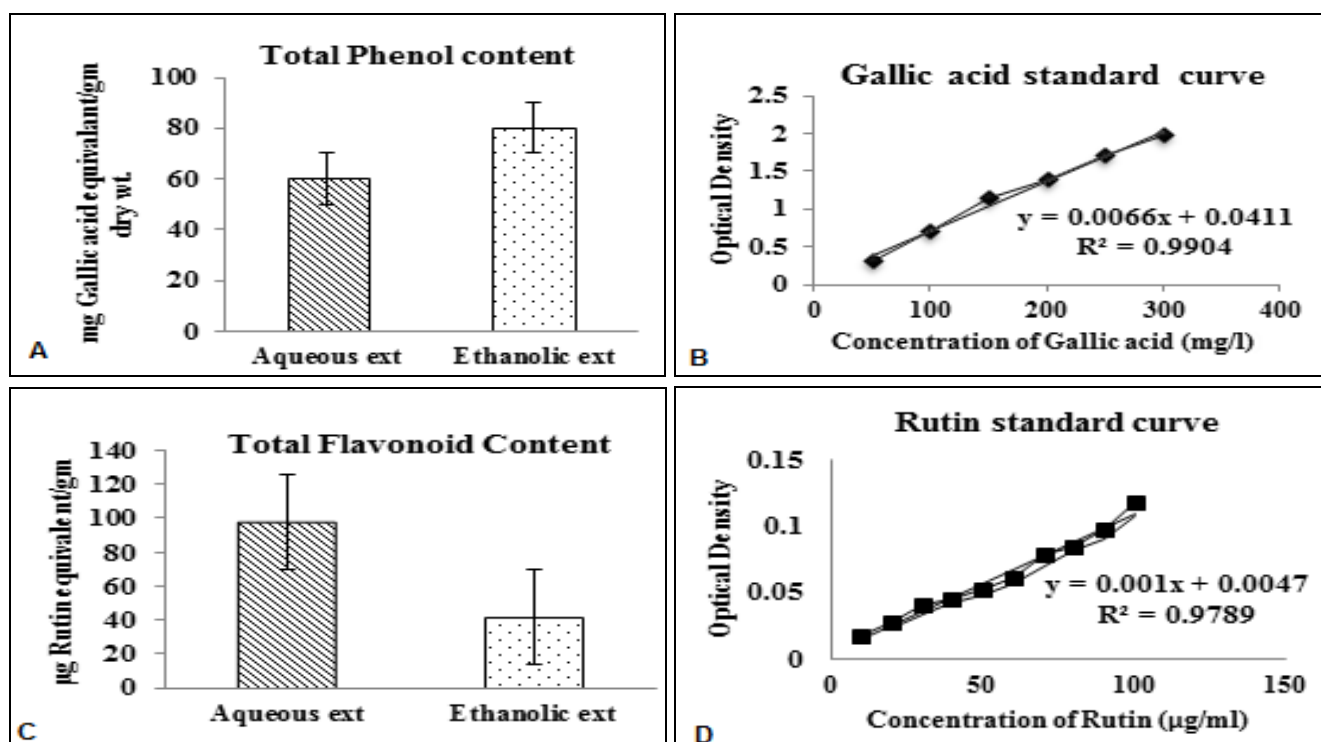 Total Phenol content
mg Gallic acid equivalant/gm
dry wt.
100
80
60
40
20
0
Aqueous ext Ethanolic ext
A
Gallic acid standard curve
Optical Density
2.5
2
1.5
1
0.5
0
y = 0.0066x + 0.0411
R² = 0.9904
0 100 200 300 400
Concentration of Gallic acid (mg/l)
B
Total Flavonoid Content
µg Rutin equivalent/gm
140
120
100
80
60
40
20
0
Aqueous ext Ethanolic ext
C
Rutin standard curve
Optical Density
0.15
0.1
0.05
0
y = 0.001x + 0.0047
R² = 0.9789
0 50 100 150
Concentration of Rutin (µg/ml)
D